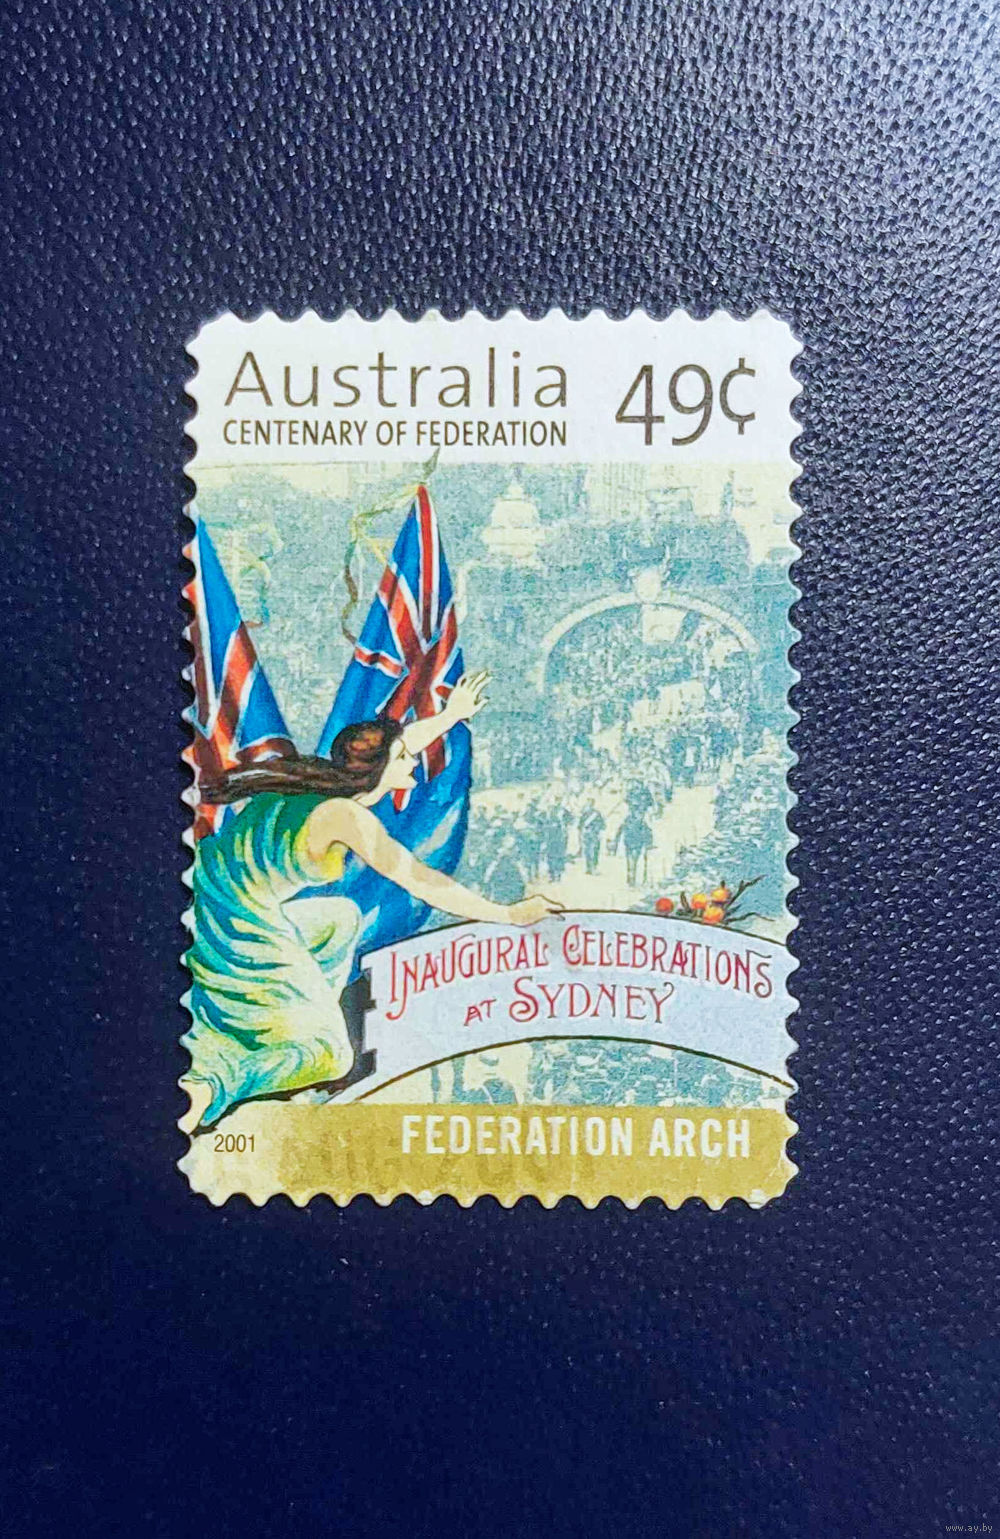 Australia 49¢
CENTENARY OF FEDERATION
INAUGURAL CELEBRATIONS
AT SYDNEY
FEDERATION ARCH
2001
www.ay.by